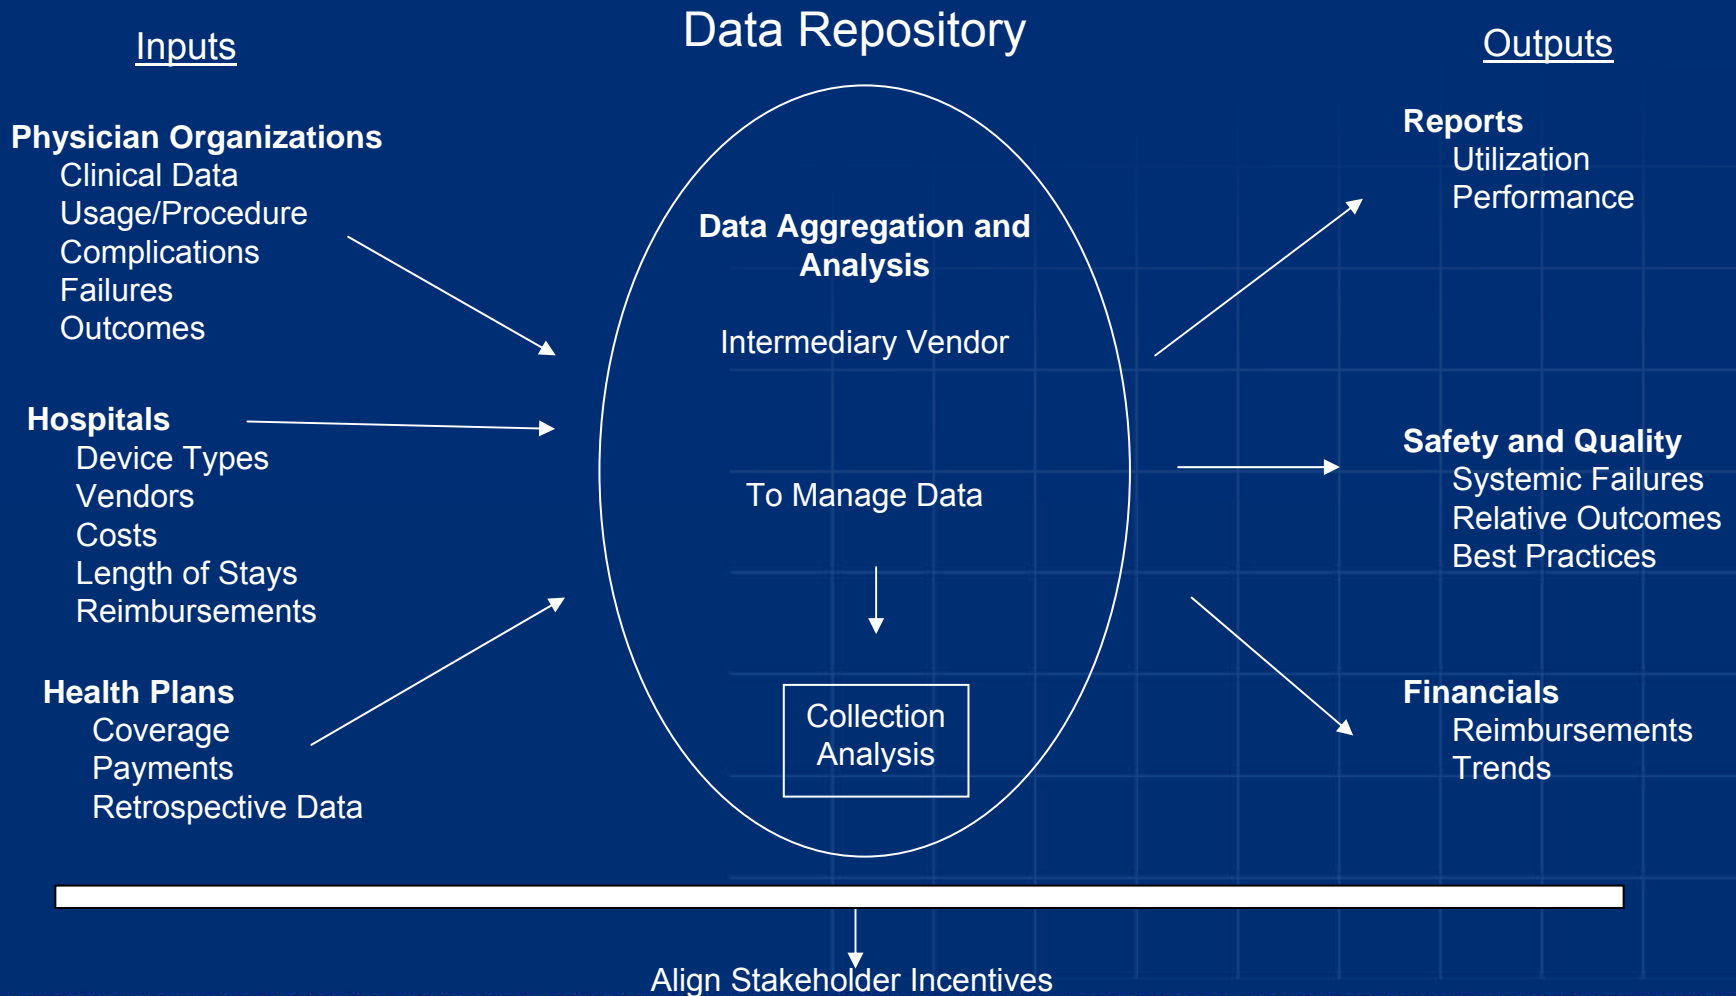 Data Repository
Inputs
Physician Organizations
Clinical Data
Usage/Procedure
Complications
Failures
Outcomes
Hospitals
Device Types
Vendors
Costs
Length of Stays
Reimbursements
Health Plans
Coverage
Payments
Retrospective Data
Data Aggregation and
Analysis
Intermediary Vendor
To Manage Data
Collection
Analysis
Outputs
Reports
Utilization
Performance
Safety and Quality
Systemic Failures
Relative Outcomes
Best Practices
Financials
Reimbursements
Trends
Align Stakeholder Incentives